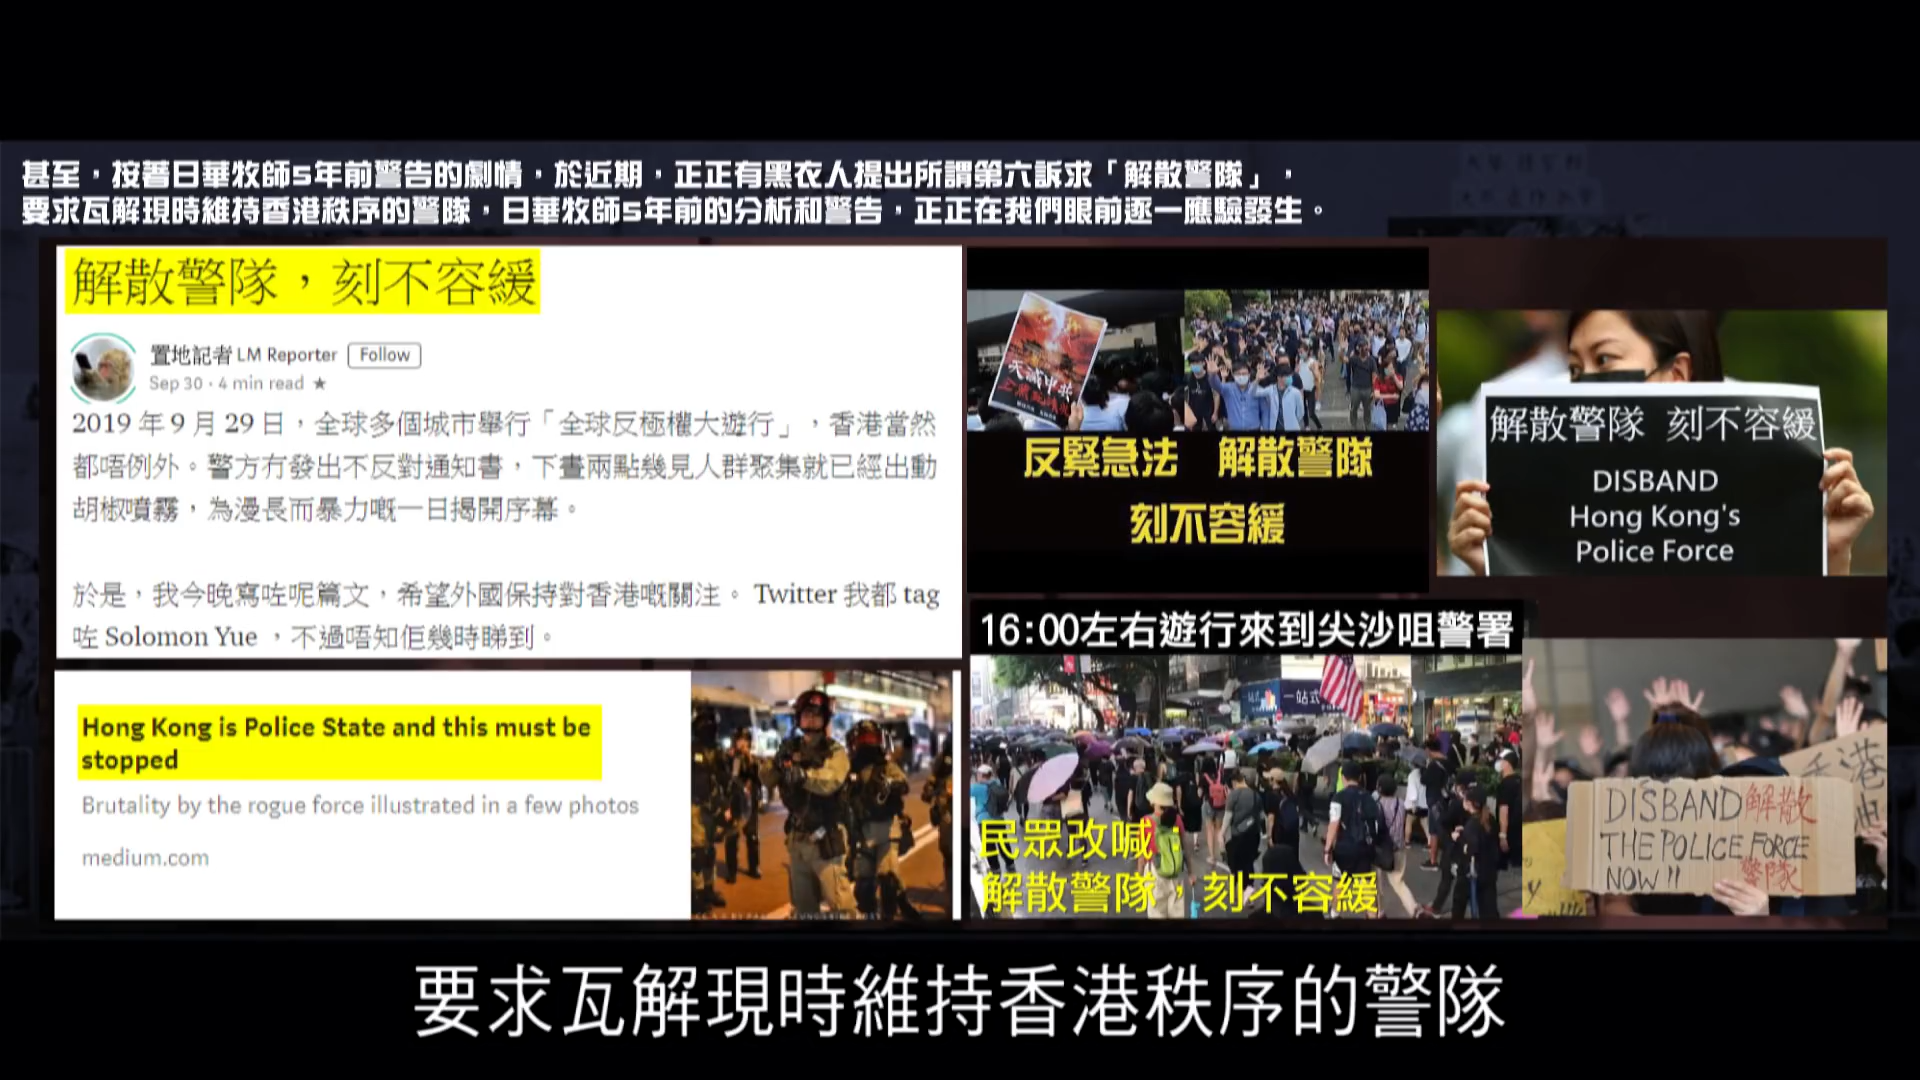 甚至，按著日華牧師5年前警告的劇情，於近期，正正有黑衣人提出所謂第六訴求「解散警隊」，
要求瓦解現時維持香港秩序的警隊，日華牧師5年前的分析和警告，正正在我們眼前逐一應驗發生。
解散警隊，刻不容緩
置地記者 LM Reporter Follow
Sep 30 · 4 min read ★
2019 年 9 月 29 日，全球多個城市舉行「全球反極權大遊行」，香港當然
都唔例外。警方冇發出不反對通知書，下晝兩點幾見人群聚集就已經出動
胡椒噴霧，為漫長而暴力嘅一日揭開序幕。
於是，我今晚寫咗呢篇文，希望外國保持對香港嘅關注。 Twitter 我都 tag
咗 Solomon Yue ，不過唔知佢幾時睇到。
Hong Kong is Police State and this must be
stopped
Brutality by the rogue force illustrated in a few photos
medium.com
天滅中共
反緊急法 解散警隊
刻不容緩
解散警隊 刻不容緩
DISBAND
Hong Kong's
Police Force
16:00左右遊行來到尖沙咀警署
一站式
民眾改喊：
解散警隊，刻不容緩
香港
DISBAND解散
THE POLICE FORCE
NOW!! 警隊
要求瓦解現時維持香港秩序的警隊